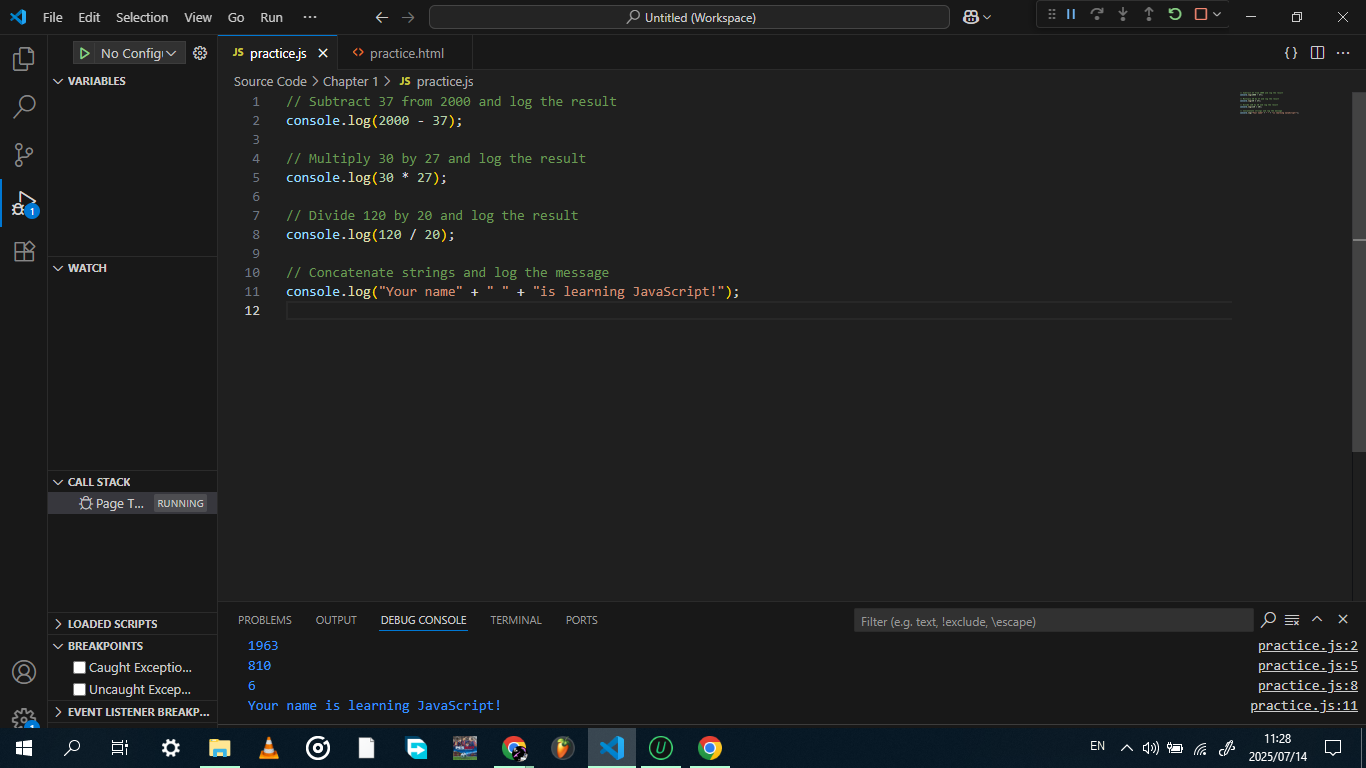 File Edit Selection View Go Run ··· Untitled (Workspace)
No Config
JS practice.js
<> practice.html
{}
Source Code > Chapter 1 > JS practice.js
VARIABLES
1 // Subtract 37 from 2000 and log the result
2 console.log(2000 - 37);
3
4 // Multiply 30 by 27 and log the result
5 console.log(30 * 27);
6
7 // Divide 120 by 20 and log the result
8 console.log(120 / 20);
9
10 // Concatenate strings and log the message
11 console.log("Your name" + " " + "is learning JavaScript!");
12
1
WATCH
CALL STACK
Page T... RUNNING
LOADED SCRIPTS
BREAKPOINTS
Caught Exceptio...
Uncaught Excep...
EVENT LISTENER BREAKP...
PROBLEMS OUTPUT DEBUG CONSOLE TERMINAL PORTS Filter (e.g. text, !exclude, \escape)
1963 practice.js:2
810 practice.js:5
6 practice.js:8
Your name is learning JavaScript! practice.js:11
EN
11:28
2025/07/14